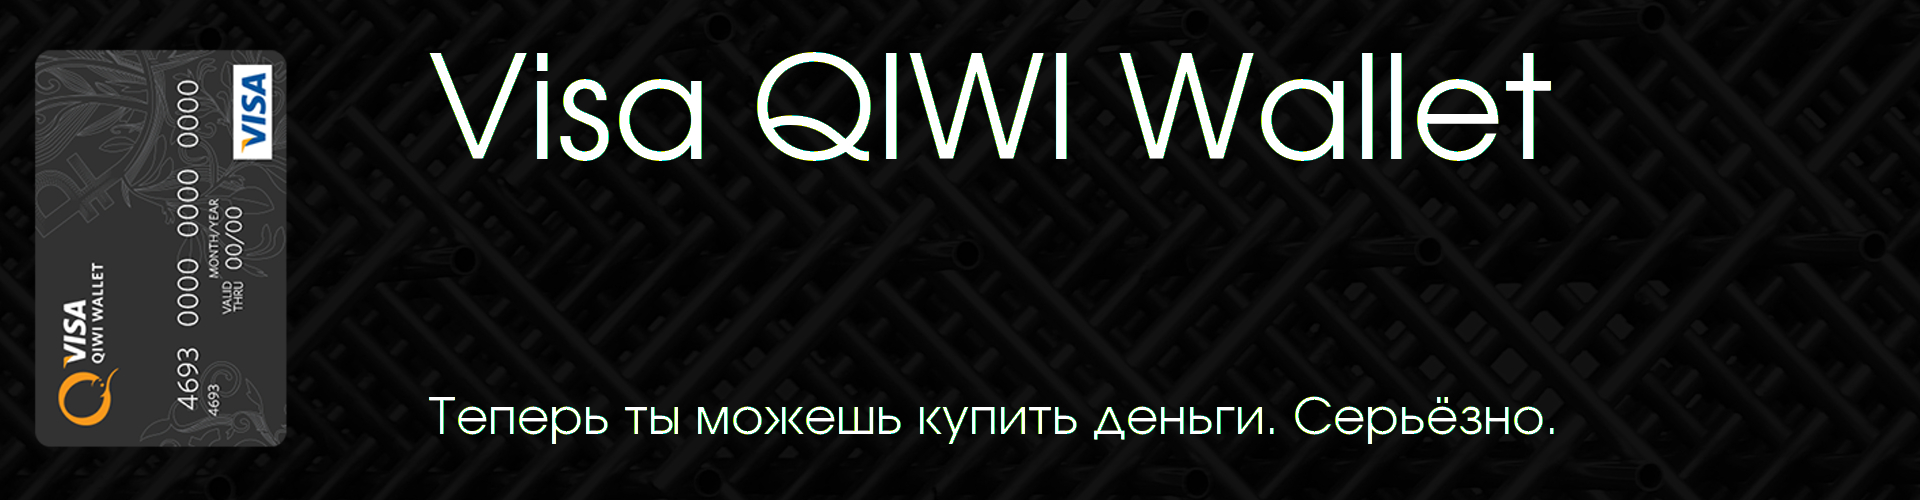 Visa QIWI Wallet
Теперь ты можешь купить деньги. Серьёзно.
VISA
QIWI WALLET
4693 0000 0000 0000
4693
VALID THRU
MONTH/YEAR
00/00
VISA